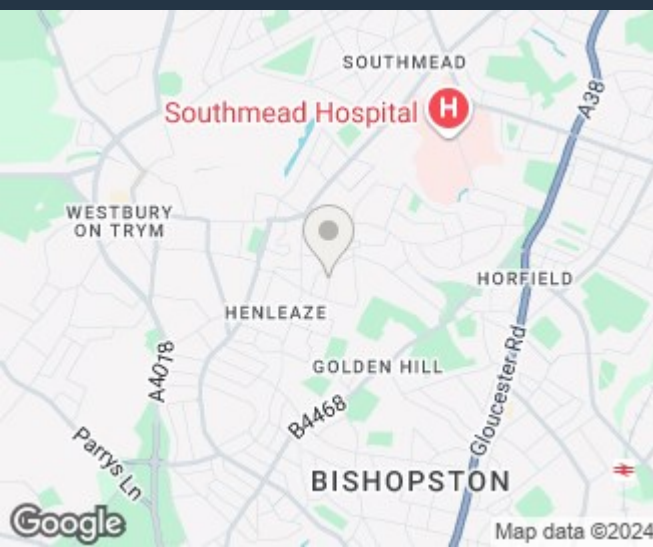 SOUTHMEAD
Southmead Hospital
H
A38
WESTBURY
ON TRYM
HORFIELD
HENLEAZE
A4018
GOLDEN HILL
Gloucester Rd
B4468
Parrys Ln
BISHOPSTON
Google
Map data ©2024